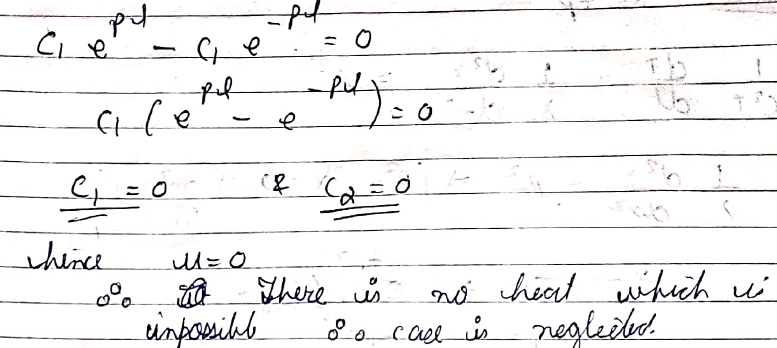 C₁ e^pl − C₁ e^-pl = 0
C₁ (e^pl − e^-pl) = 0
C₁ = 0 & C₂ = 0
hence u = 0
∴ There is no heat which is
impossible ∴ case is neglected.